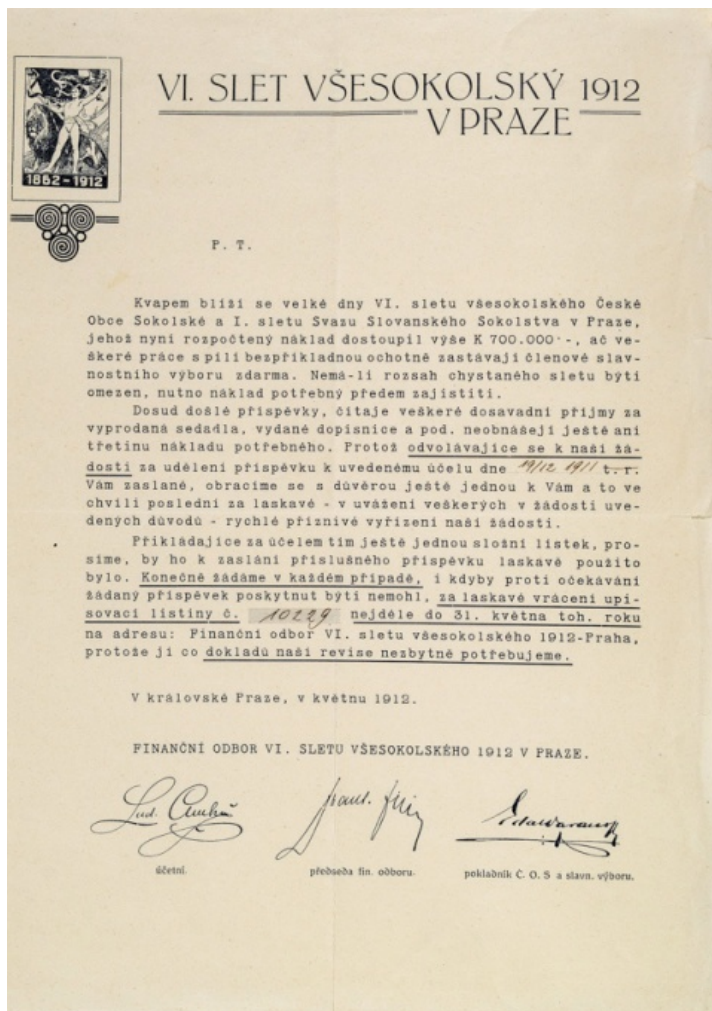 VI. SLET VŠESOKOLSKÝ 1912
V PRAZE
1862-1912
P. T.
Kvapem blíží se velké dny VI. sletu všesokolského České
Obce Sokolské a I. sletu Svazu Slovanského Sokolstva v Praze,
jehož nyní rozpočtený náklad dostoupil výše K 700.000·-, ač ve-
škeré práce s pílí bezpříkladnou ochotně zastávají členové slav-
nostního výboru zdarma. Nemá-li rozsah chystaného sletu býti
omezen, nutno náklad potřebný předem zajistiti.
Dosud došlé příspěvky, čítaje veškeré dosavadní příjmy za
vyprodaná sedadla, vydané dopisnice a pod. neobnášejí ještě ani
třetinu nákladu potřebného. Protož odvolávajíce se k naší žá-
dosti za udělení příspěvku k uvedenému účelu dne 19/12 1911 t.r.
Vám zaslané, obracíme se s důvěrou ještě jednou k Vám a to ve
chvíli poslední za laskavé - v uvážení veškerých v žádosti uve-
dených důvodů - rychlé příznivé vyřízení naší žádosti.
Přikládajíce za účelem tím ještě jednou složní lístek, pro-
síme, by ho k zaslání příslušného příspěvku laskavě použito
bylo. Konečně žádáme v každém případě, i kdyby proti očekávání
žádaný příspěvek poskytnut býti nemohl, za laskavé vrácení upi-
sovací listiny č. 10229 nejdéle do 31. května toh. roku
na adresu: Finanční odbor VI. sletu všesokolského 1912-Praha,
protože ji co dokladů naší revise nezbytně potřebujeme.
V královské Praze, v květnu 1912.
FINANČNÍ ODBOR VI. SLETU VŠESOKOLSKÉHO 1912 V PRAZE.
účetní. předseda fin. odboru. pokladník Č. O. S a slavn. výboru.